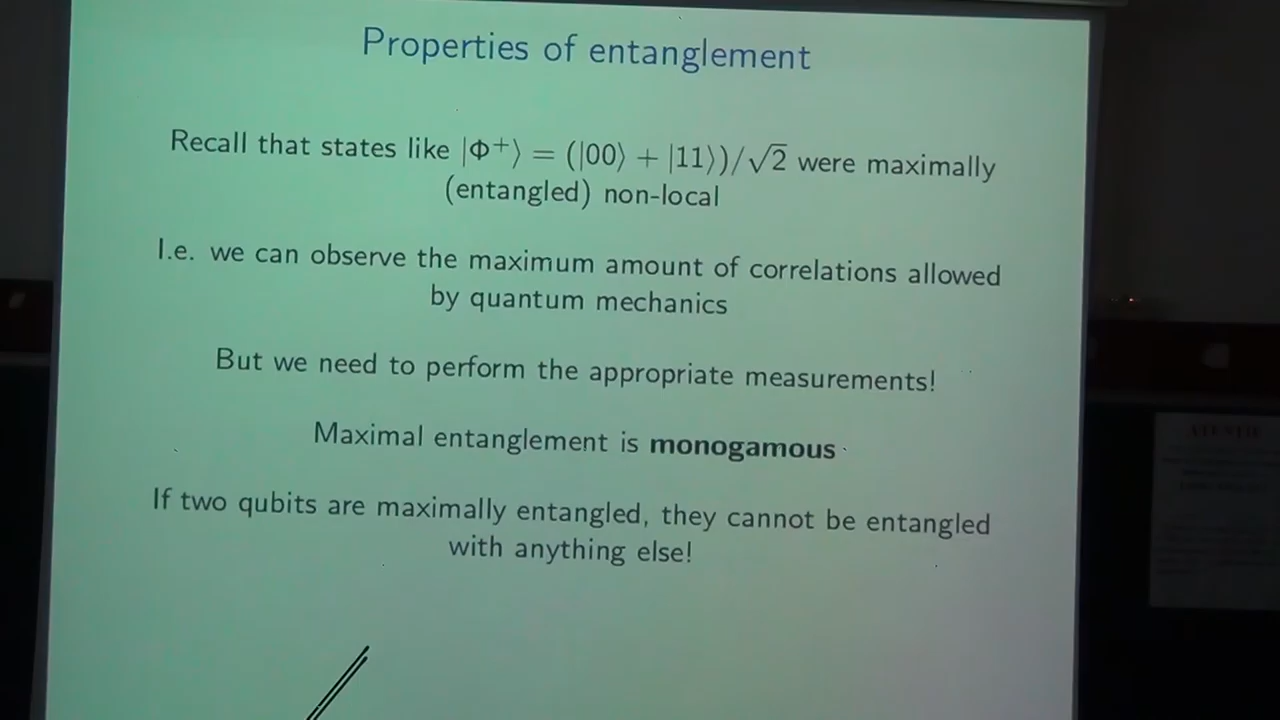 Properties of entanglement
Recall that states like |Φ⁺⟩ = (|00⟩ + |11⟩)/√2 were maximally
(entangled) non-local
I.e. we can observe the maximum amount of correlations allowed
by quantum mechanics
But we need to perform the appropriate measurements!
Maximal entanglement is monogamous
If two qubits are maximally entangled, they cannot be entangled
with anything else!